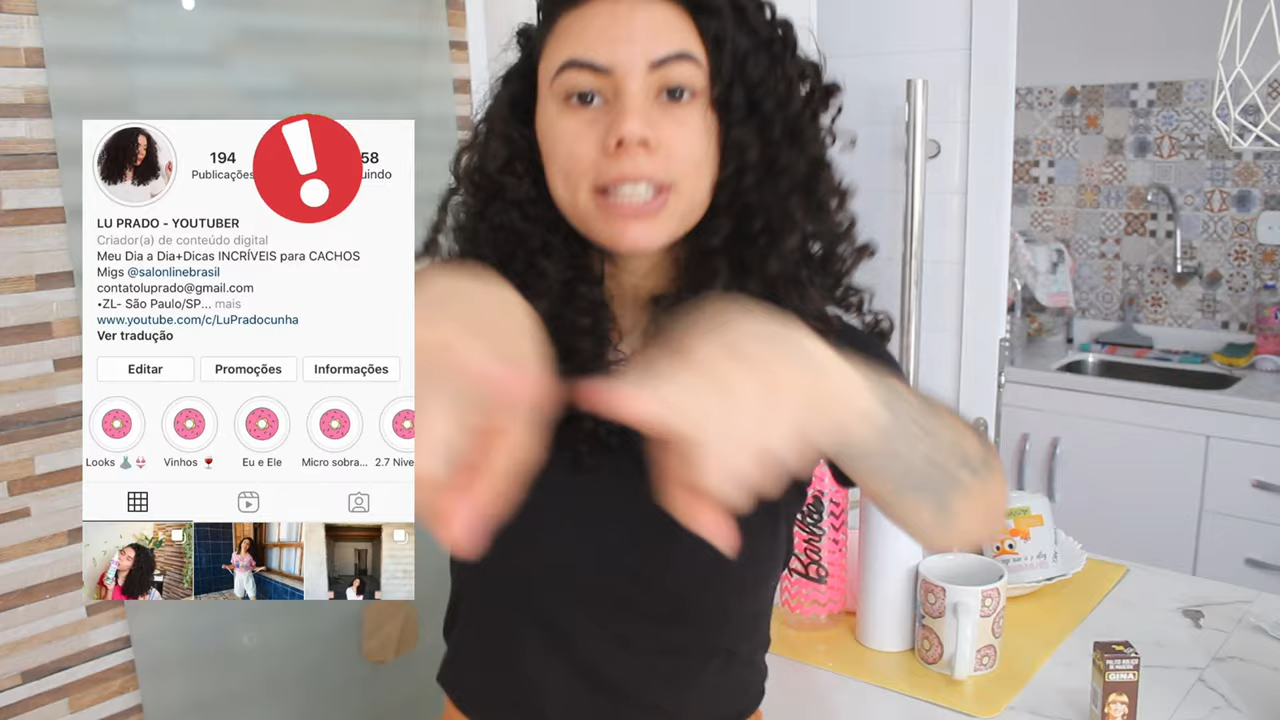 194
58
Publicações
uindo
LU PRADO - YOUTUBER
Criador(a) de conteúdo digital
Meu Dia a Dia+Dicas INCRÍVEIS para CACHOS
Migs @salonlinebrasil
contatoluprado@gmail.com
•ZL- São Paulo/SP... mais
www.youtube.com/c/LuPradocunha
Ver tradução
Editar
Promoções
Informações
Looks
Vinhos
Eu e Ele
Micro sobra...
2.7 Nive
Barbie
GINA